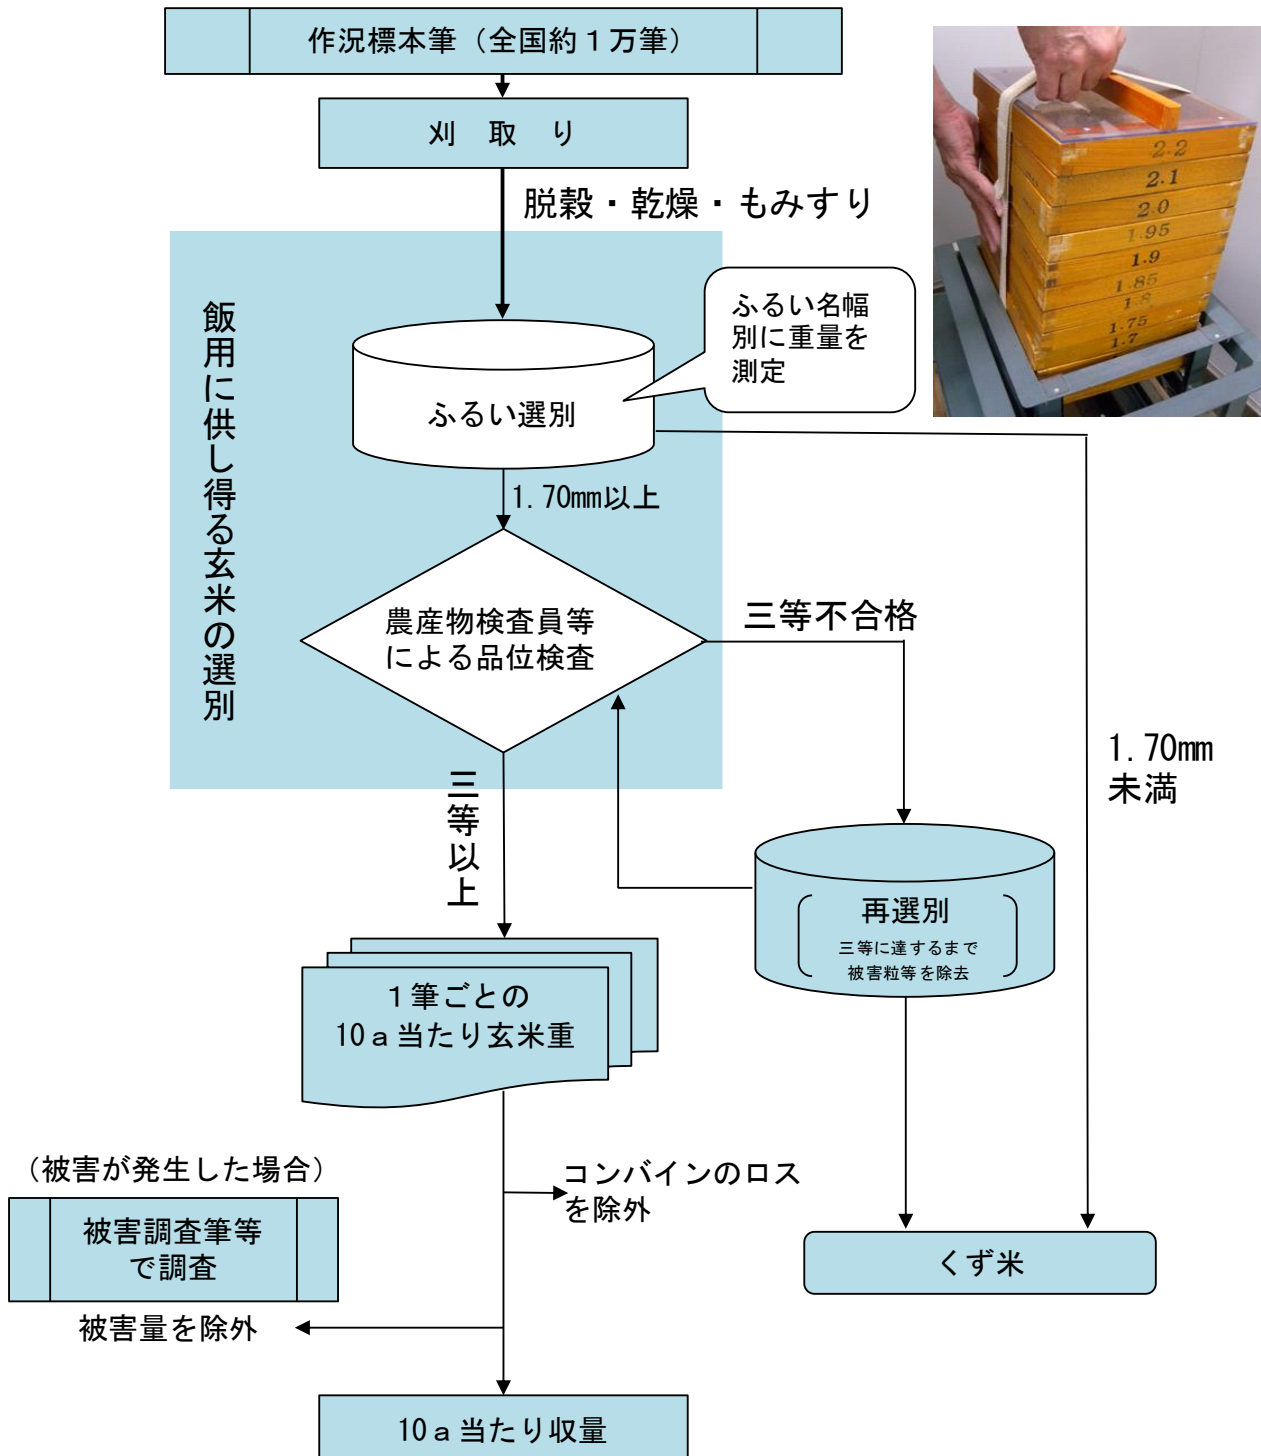 作況標本筆（全国約１万筆）
刈　取　り
脱穀・乾燥・もみすり
飯用に供し得る玄米の選別
ふるい名幅
別に重量を
測定
ふるい選別
1.70㎜以上
農産物検査員等
による品位検査
三等不合格
三等以上
1.70㎜
未満
再選別
三等に達するまで
被害粒等を除去
１筆ごとの
10ａ当たり玄米重
（被害が発生した場合）
被害調査筆等
で調査
コンバインのロス
を除外
被害量を除外
くず米
10ａ当たり収量
2.2
2.1
2.0
1.95
1.9
1.85
1.8
1.75
1.7